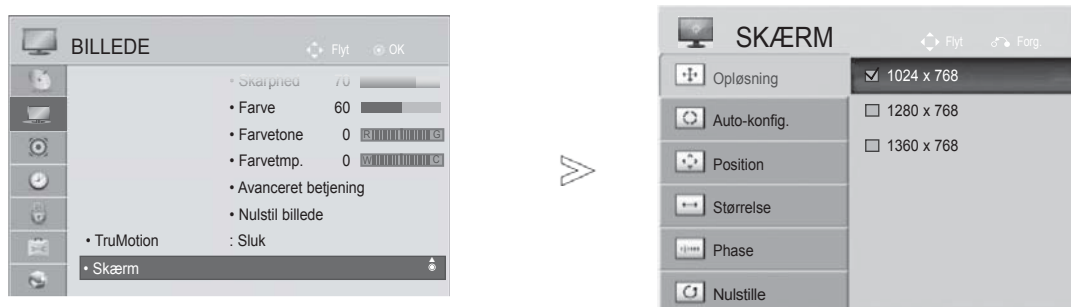 BILLEDE
Flyt OK
• Skarphed 70
• Farve 60
• Farvetone 0 R G
• Farvetmp. 0 W C
• Avanceret betjening
• Nulstil billede
• TruMotion : Sluk
• Skærm
SKÆRM
Flyt Forg.
Opløsning
Auto-konfig.
Position
Størrelse
Phase
Nulstille
1024 x 768
1280 x 768
1360 x 768